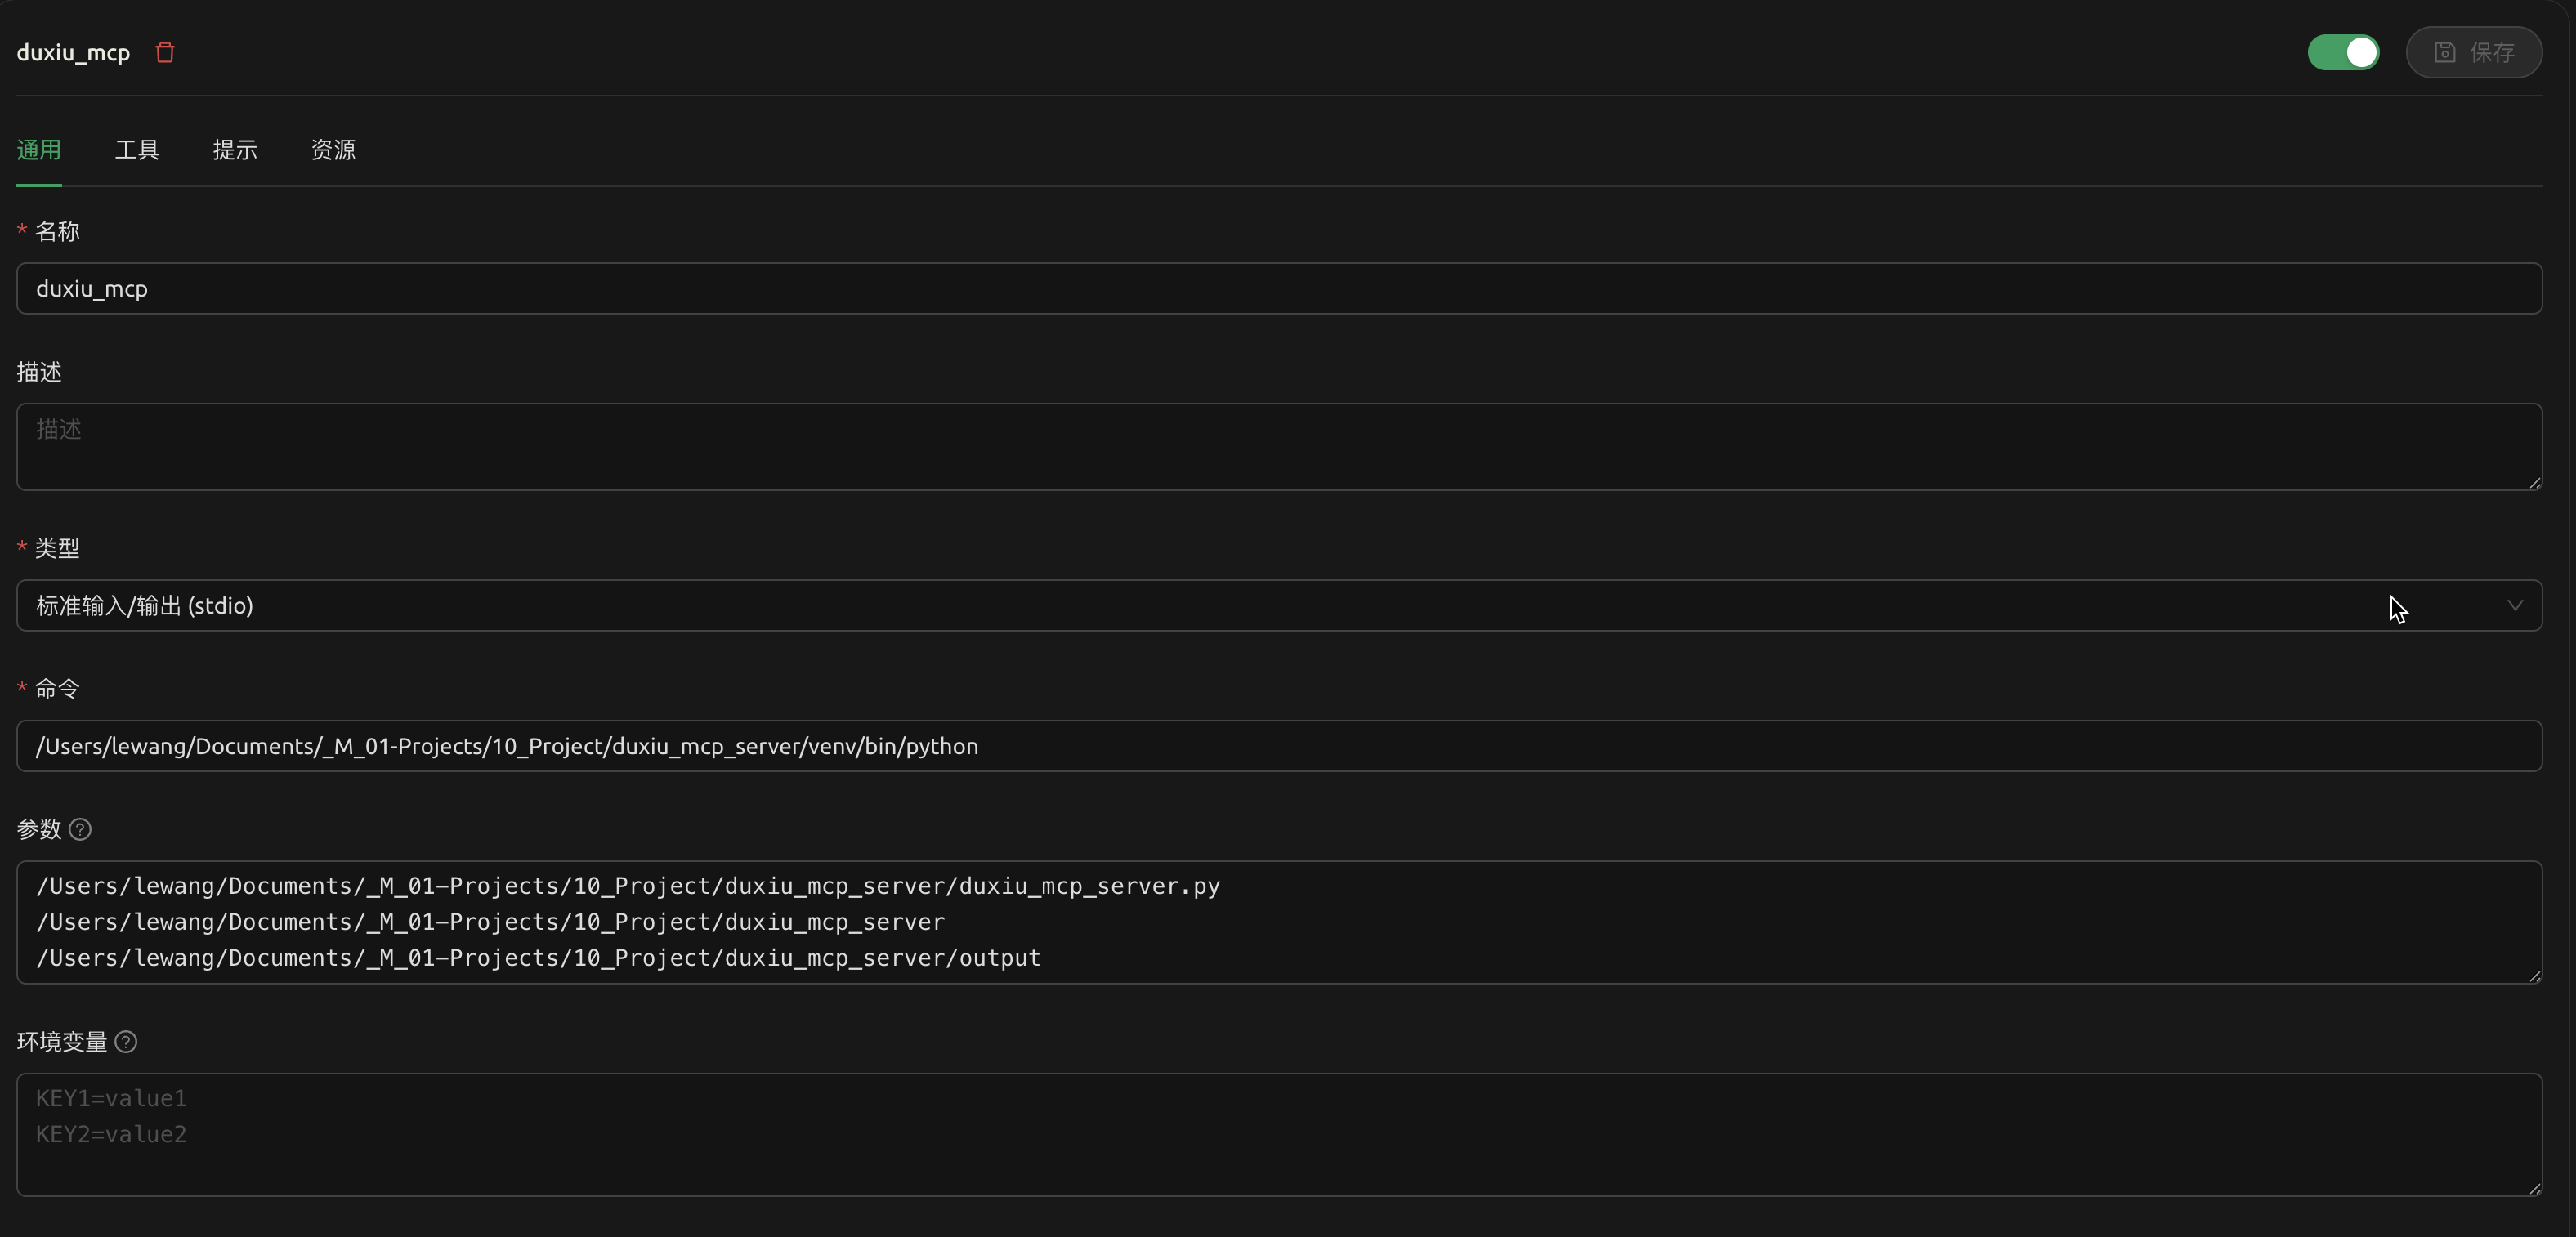 duxiu_mcp
保存
通用 工具 提示 资源
* 名称
duxiu_mcp
描述
描述
* 类型
标准输入/输出 (stdio)
* 命令
/Users/lewang/Documents/_M_01-Projects/10_Project/duxiu_mcp_server/venv/bin/python
参数 ?
/Users/lewang/Documents/_M_01-Projects/10_Project/duxiu_mcp_server/duxiu_mcp_server.py
/Users/lewang/Documents/_M_01-Projects/10_Project/duxiu_mcp_server
/Users/lewang/Documents/_M_01-Projects/10_Project/duxiu_mcp_server/output
环境变量 ?
KEY1=value1
KEY2=value2